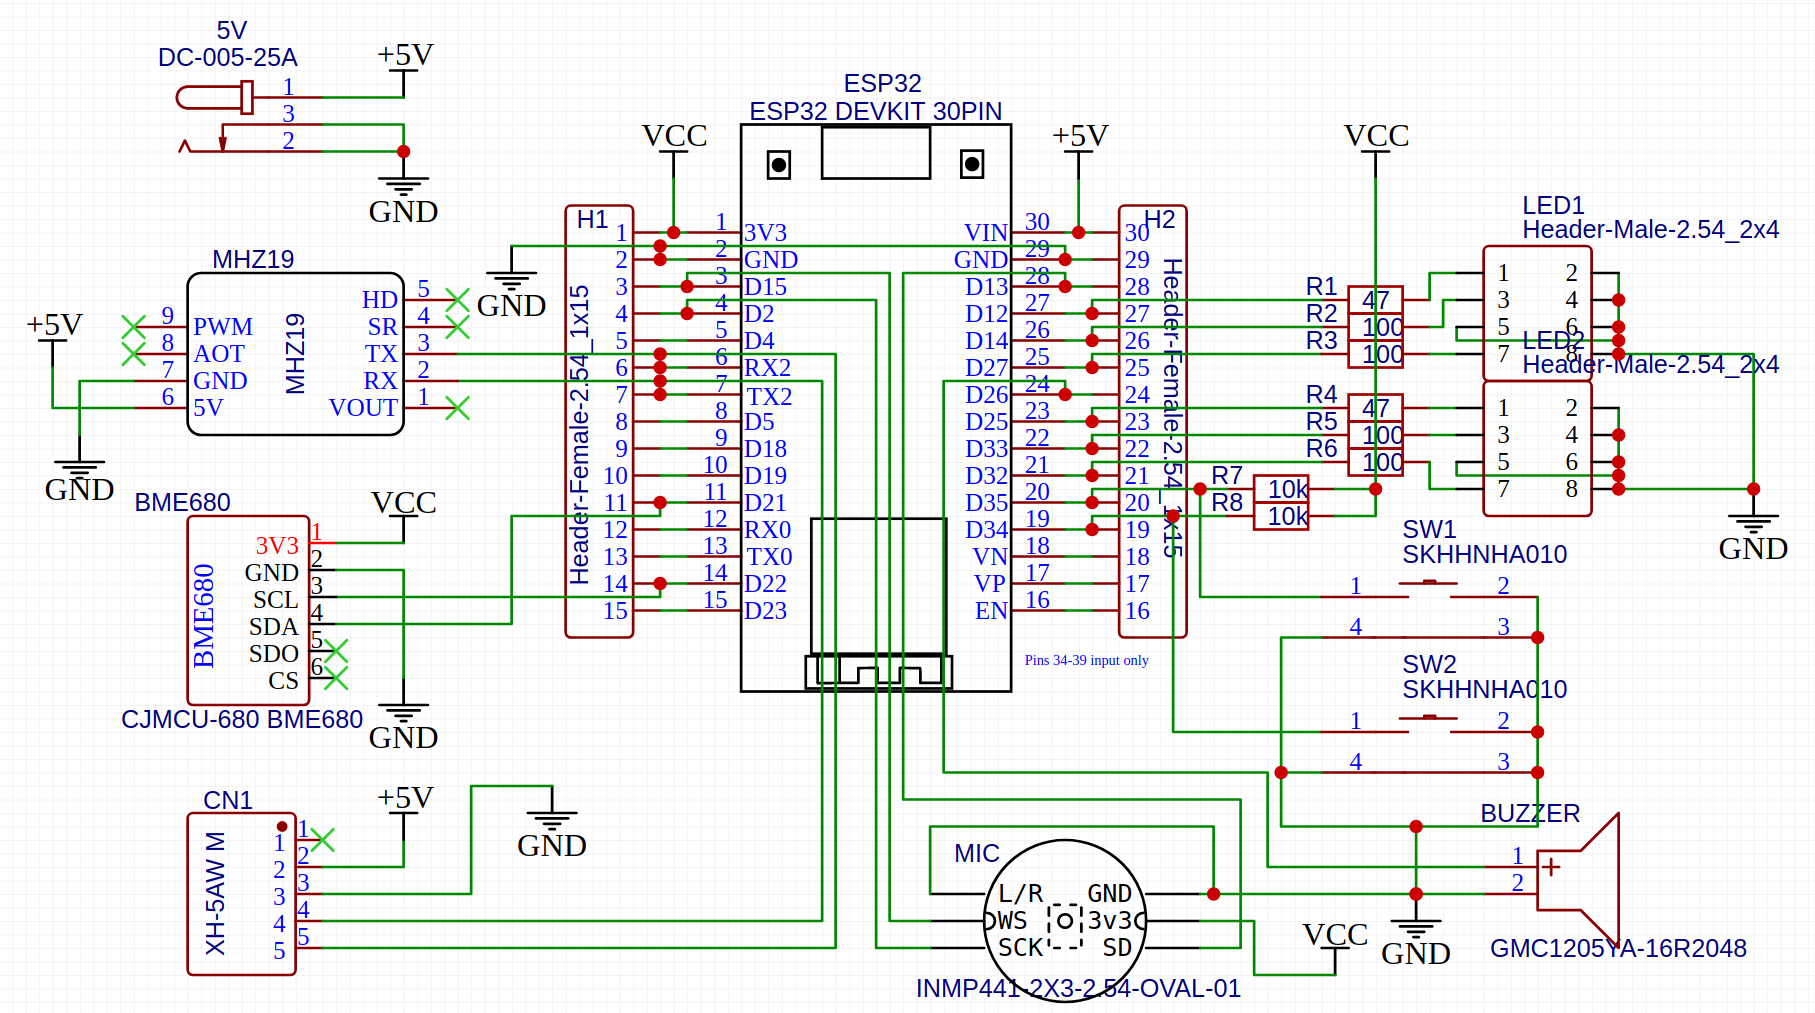 5V
DC-005-25A
1
3
2
+5V
GND
MHZ19
MHZ19
9 PWM
8 AOT
7 GND
6 5V
HD 5
SR 4
TX 3
RX 2
VOUT 1
+5V
GND
BME680
BME680
3V3 1
GND 2
SCL 3
SDA 4
SDO 5
CS 6
CJMCU-680 BME680
VCC
GND
CN1
XH-5AW M
1 1
2 2
3 3
4 4
5 5
+5V
GND
GND
VCC
H1
Header-Female-2.54_1x15
1
2
3
4
5
6
7
8
9
10
11
12
13
14
15
ESP32
ESP32 DEVKIT 30PIN
1 3V3
2 GND
3 D15
4 D2
5 D4
6 RX2
7 TX2
8 D5
9 D18
10 D19
11 D21
12 RX0
13 TX0
14 D22
15 D23
VIN 30
GND 29
D13 28
D12 27
D14 26
D27 25
D26 24
D25 23
D33 22
D32 21
D35 20
D34 19
VN 18
VP 17
EN 16
Pins 34-39 input only
+5V
H2
Header-Female-2.54_1x15
30
29
28
27
26
25
24
23
22
21
20
19
18
17
16
VCC
R1 47
R2 100
R3 100
R4 47
R5 100
R6 100
R7 10k
R8 10k
LED1
Header-Male-2.54_2x4
1 2
3 4
5 6
7 8
LED2
Header-Male-2.54_2x4
1 2
3 4
5 6
7 8
GND
SW1
SKHHNHA010
1 2
4 3
SW2
SKHHNHA010
1 2
4 3
BUZZER
1 +
2
GMC1205YA-16R2048
GND
VCC
MIC
L/R GND
WS 3v3
SCK SD
INMP441-2X3-2.54-OVAL-01